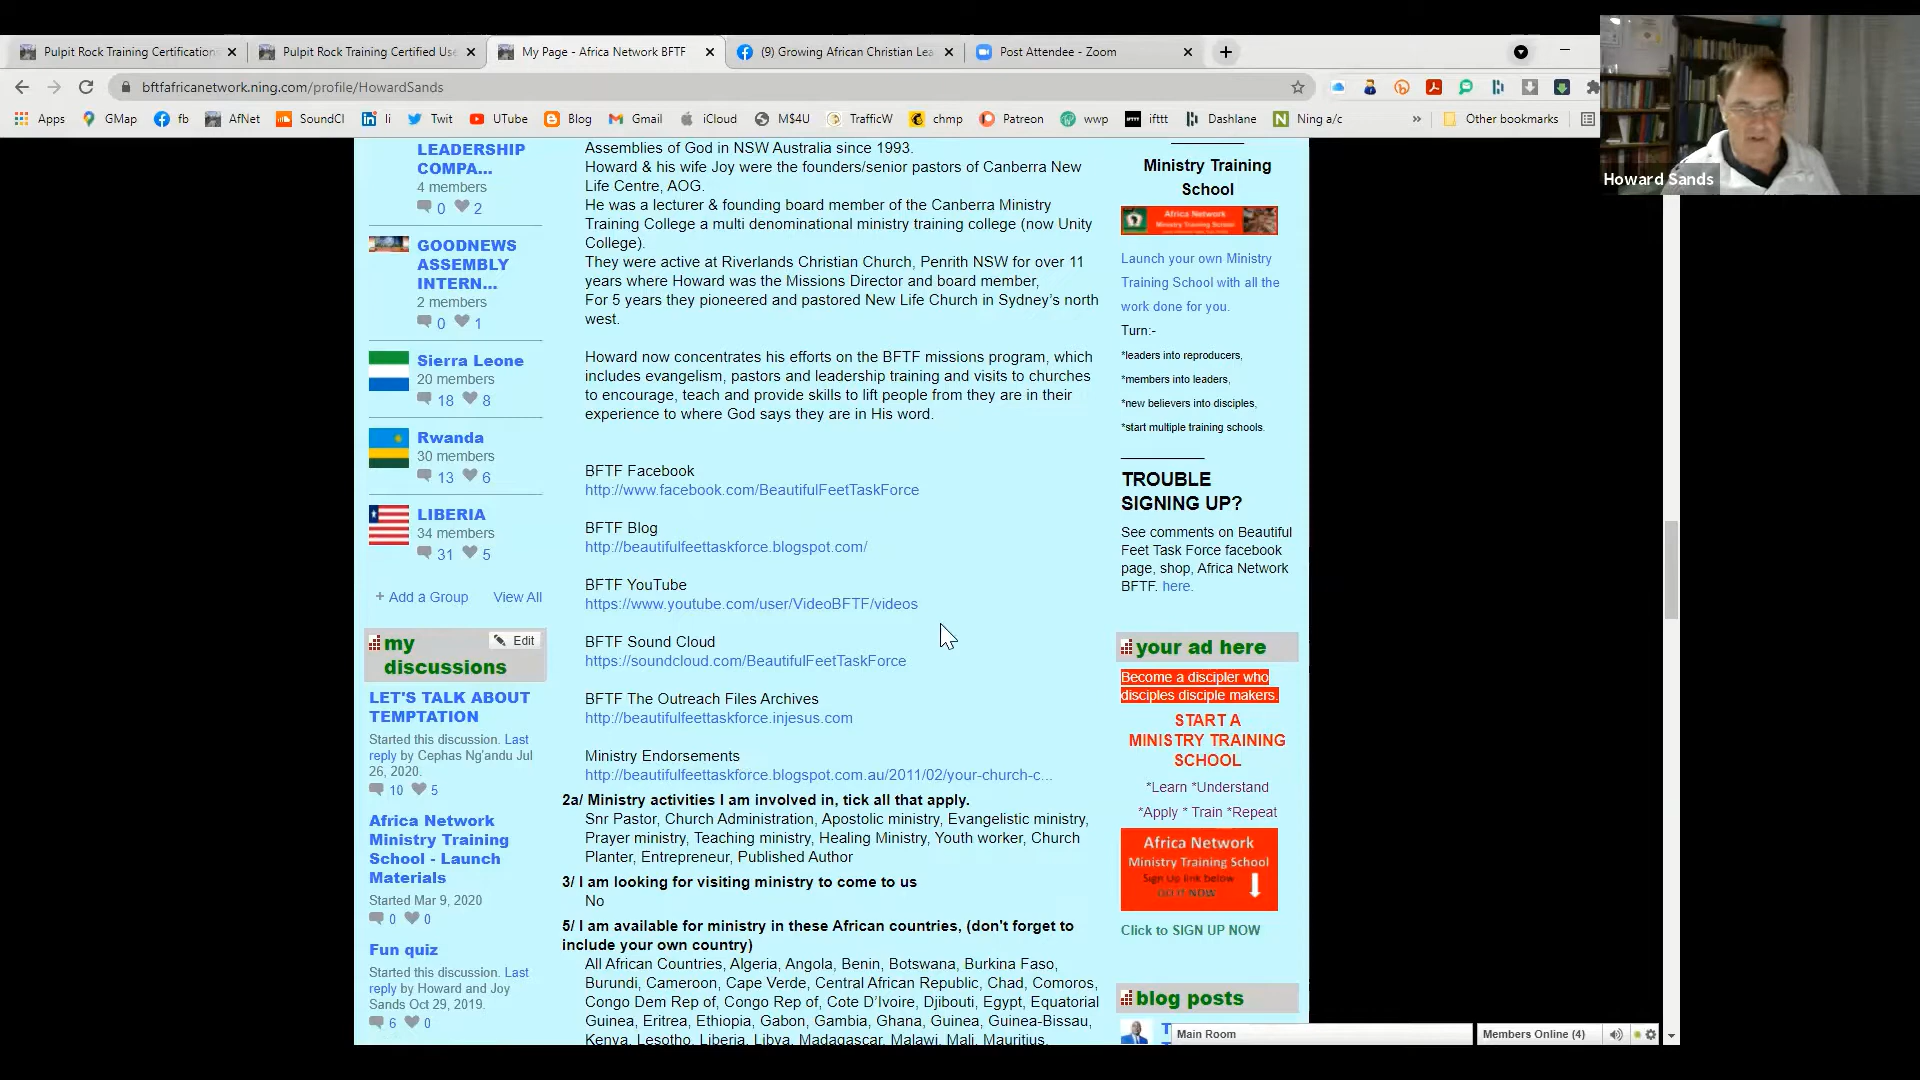 Pulpit Rock Training Certification
Pulpit Rock Training Certified Use
My Page - Africa Network BFTF
(9) Growing African Christian Lea
Post Attendee - Zoom
bftfafricanetwork.ning.com/profile/HowardSands
Apps
GMap
fb
AfNet
SoundCl
li
Twit
UTube
Blog
Gmail
iCloud
M$4U
TrafficW
chmp
Patreon
wwp
ifttt
Dashlane
Ning a/c
Other bookmarks
Howard Sands
LEADERSHIP
COMPA...
4 members
0 2
GOODNEWS
ASSEMBLY
INTERN...
2 members
0 1
Sierra Leone
20 members
18 8
Rwanda
30 members
13 6
LIBERIA
34 members
31 5
+ Add a Group View All
my
discussions
Edit
LET'S TALK ABOUT
TEMPTATION
Started this discussion. Last
reply by Cephas Ng'andu Jul
26, 2020.
10 5
Africa Network
Ministry Training
School - Launch
Materials
Started Mar 9, 2020
0 0
Fun quiz
Started this discussion. Last
reply by Howard and Joy
Sands Oct 29, 2019.
6 0
Assemblies of God in NSW Australia since 1993.
Howard & his wife Joy were the founders/senior pastors of Canberra New
Life Centre, AOG.
He was a lecturer & founding board member of the Canberra Ministry
Training College a multi denominational ministry training college (now Unity
College).
They were active at Riverlands Christian Church, Penrith NSW for over 11
years where Howard was the Missions Director and board member,
For 5 years they pioneered and pastored New Life Church in Sydney's north
west.
Howard now concentrates his efforts on the BFTF missions program, which
includes evangelism, pastors and leadership training and visits to churches
to encourage, teach and provide skills to lift people from they are in their
experience to where God says they are in His word.
BFTF Facebook
http://www.facebook.com/BeautifulFeetTaskForce
BFTF Blog
http://beautifulfeettaskforce.blogspot.com/
BFTF YouTube
https://www.youtube.com/user/VideoBFTF/videos
BFTF Sound Cloud
https://soundcloud.com/BeautifulFeetTaskForce
BFTF The Outreach Files Archives
http://beautifulfeettaskforce.injesus.com
Ministry Endorsements
http://beautifulfeettaskforce.blogspot.com.au/2011/02/your-church-c...
2a/ Ministry activities I am involved in, tick all that apply.
Snr Pastor, Church Administration, Apostolic ministry, Evangelistic ministry,
Prayer ministry, Teaching ministry, Healing Ministry, Youth worker, Church
Planter, Entrepreneur, Published Author
3/ I am looking for visiting ministry to come to us
No
5/ I am available for ministry in these African countries, (don't forget to
include your own country)
All African Countries, Algeria, Angola, Benin, Botswana, Burkina Faso,
Burundi, Cameroon, Cape Verde, Central African Republic, Chad, Comoros,
Congo Dem Rep of, Congo Rep of, Cote D'Ivoire, Djibouti, Egypt, Equatorial
Guinea, Eritrea, Ethiopia, Gabon, Gambia, Ghana, Guinea, Guinea-Bissau,
Kenya, Lesotho, Liberia, Libya, Madagascar, Malawi, Mali, Mauritius,
Ministry Training
School
Africa Network
Ministry Training School
Launch your own Ministry
Training School with all the
work done for you.
Turn:-
*leaders into reproducers,
*members into leaders,
*new believers into disciples,
*start multiple training schools.
TROUBLE
SIGNING UP?
See comments on Beautiful
Feet Task Force facebook
page, shop, Africa Network
BFTF. here.
your ad here
Become a discipler who
disciples disciple makers.
START A
MINISTRY TRAINING
SCHOOL
*Learn *Understand
*Apply * Train *Repeat
Africa Network
Ministry Training School
Sign Up link below
DO IT NOW
Click to SIGN UP NOW
blog posts
T
Main Room
Members Online (4)